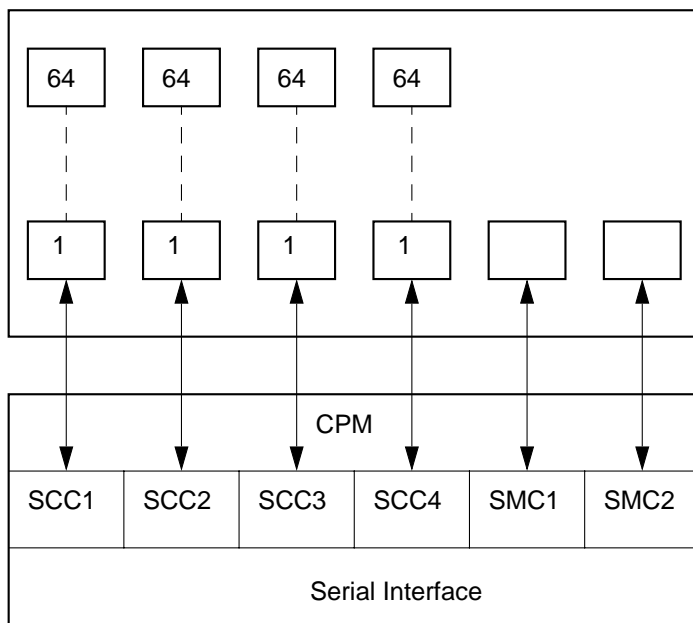 64 64 64 64
1 1 1 1
CPM
SCC1 SCC2 SCC3 SCC4 SMC1 SMC2
Serial Interface